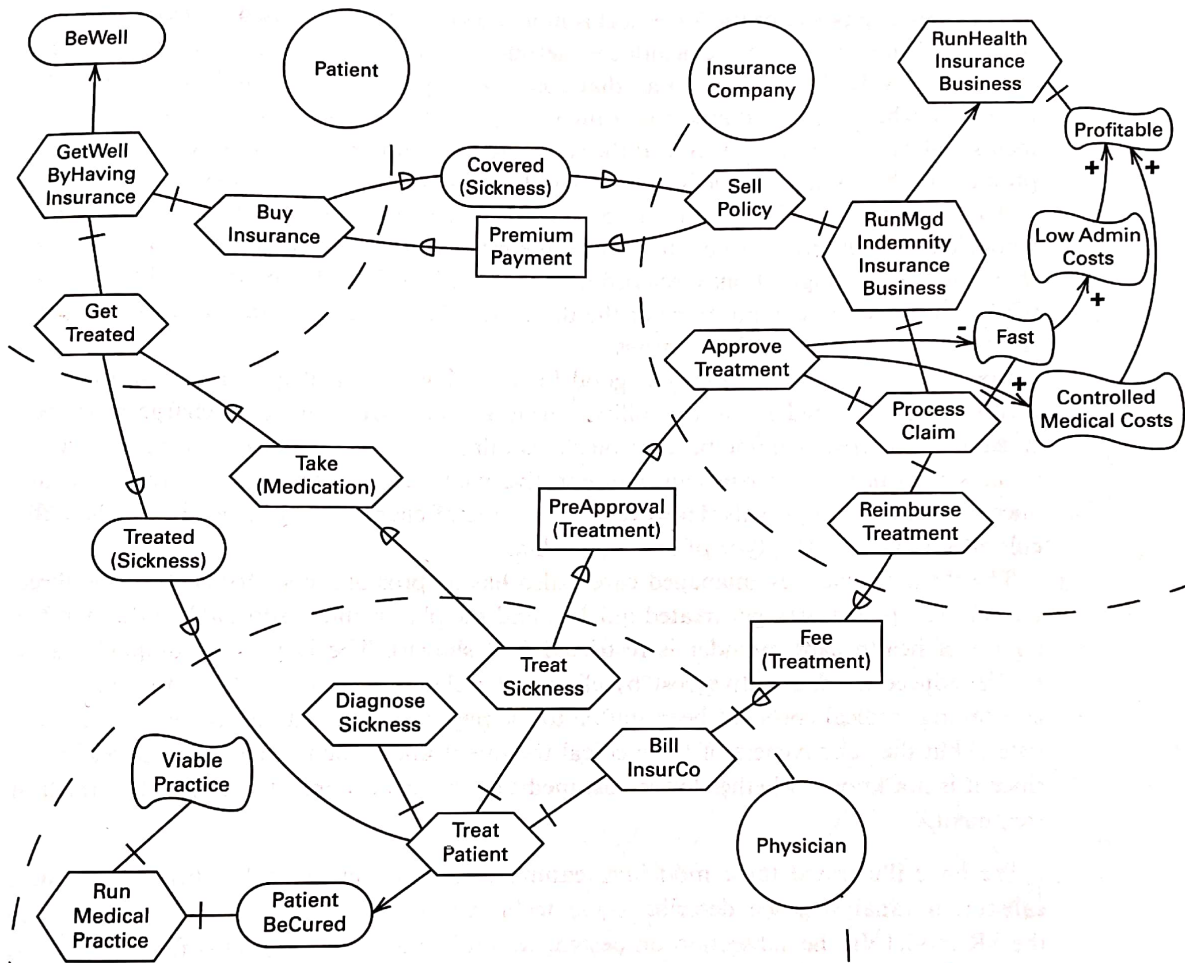 BeWell
Patient
Insurance
Company
RunHealth
Insurance
Business
Profitable
GetWell
ByHaving
Insurance
Covered
(Sickness)
Sell
Policy
Buy
Insurance
Premium
Payment
RunMgd
Indemnity
Insurance
Business
+
+
Low Admin
Costs
+
Get
Treated
Approve
Treatment
-
Fast
+
Controlled
Medical Costs
Process
Claim
Take
(Medication)
PreApproval
(Treatment)
Reimburse
Treatment
Treated
(Sickness)
Fee
(Treatment)
Treat
Sickness
Diagnose
Sickness
Bill
InsurCo
Viable
Practice
Treat
Patient
Physician
Run
Medical
Practice
Patient
BeCured